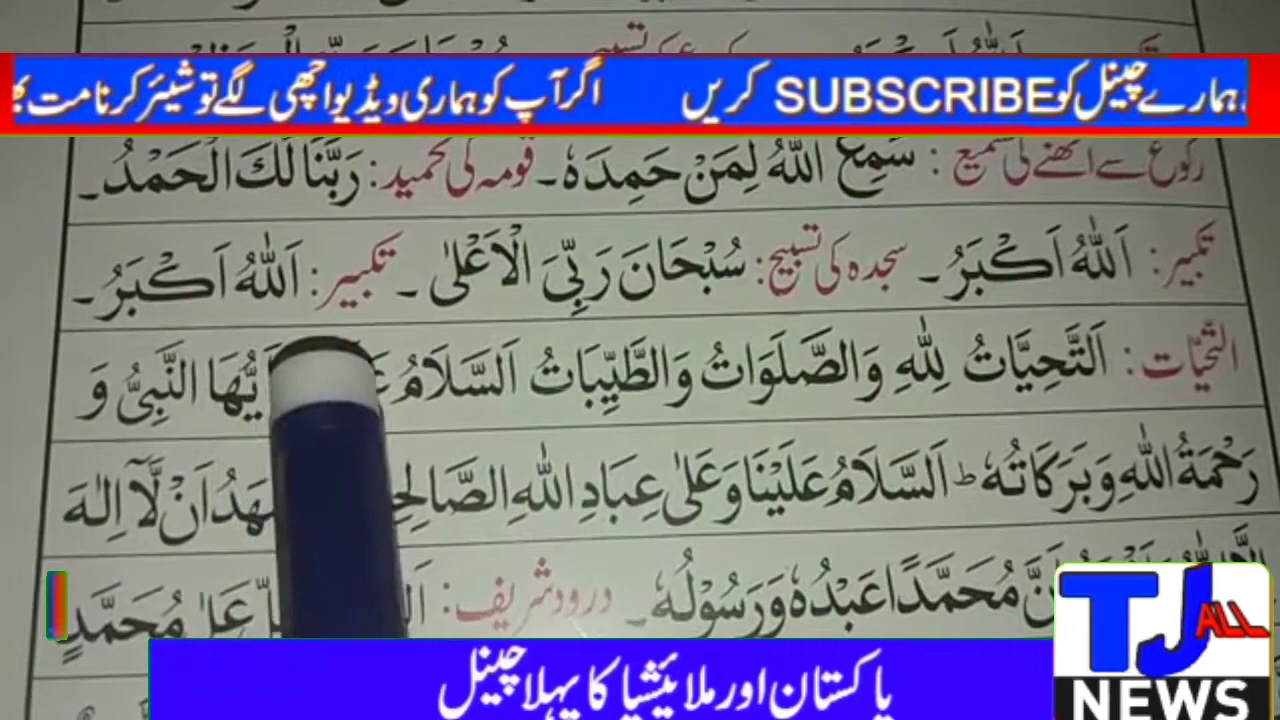 ہمارے چینل کو SUBSCRIBE کریں اگر آپ کو ہماری ویڈیو اچھی لگے تو شیئر کرنا مت
رکوع سے اٹھنے کی تسمیع : سَمِعَ اللّٰهُ لِمَنْ حَمِدَهٗ۔ قومہ کی تحمید: رَبَّنَا لَكَ الْحَمْدُ۔
تکبیر: اَللّٰهُ اَكْبَرُ۔ سجدہ کی تسبیح: سُبْحَانَ رَبِّیَ الْاَعْلٰی۔ تکبیر: اَللّٰهُ اَكْبَرُ۔
التحیّات: اَلتَّحِیَّاتُ لِلّٰهِ وَالصَّلَوَاتُ وَالطَّیِّبَاتُ اَلسَّلَامُ یُّهَا النَّبِیُّ وَ
رَحْمَةُ اللّٰهِ وَبَرَكَاتُهٗ ؕ اَلسَّلَامُ عَلَیْنَا وَعَلٰی عِبَادِ اللّٰهِ الصَّالِحِ هَدُ اَنْ لَّآ اِلٰهَ
مُحَمَّدًا عَبْدُهٗ وَرَسُوْلُهٗ۔ درود شریف: عَلٰی مُحَمَّدٍ
پاکستان اور ملائیشیا کا پہلا چینل
TJ ALL
NEWS